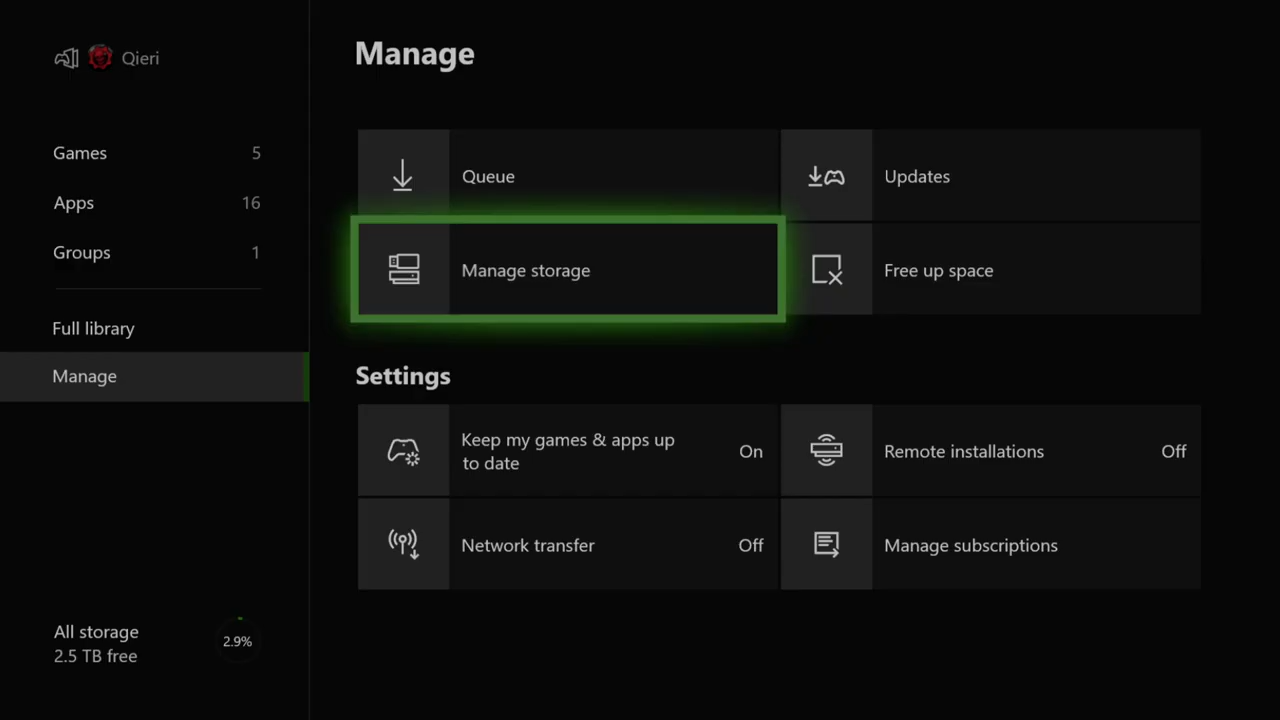 Qieri
Games 5
Apps 16
Groups 1
Full library
Manage
All storage
2.5 TB free
2.9%
Manage
Queue
Updates
Manage storage
Free up space
Settings
Keep my games & apps up
to date
On
Remote installations Off
Network transfer Off
Manage subscriptions